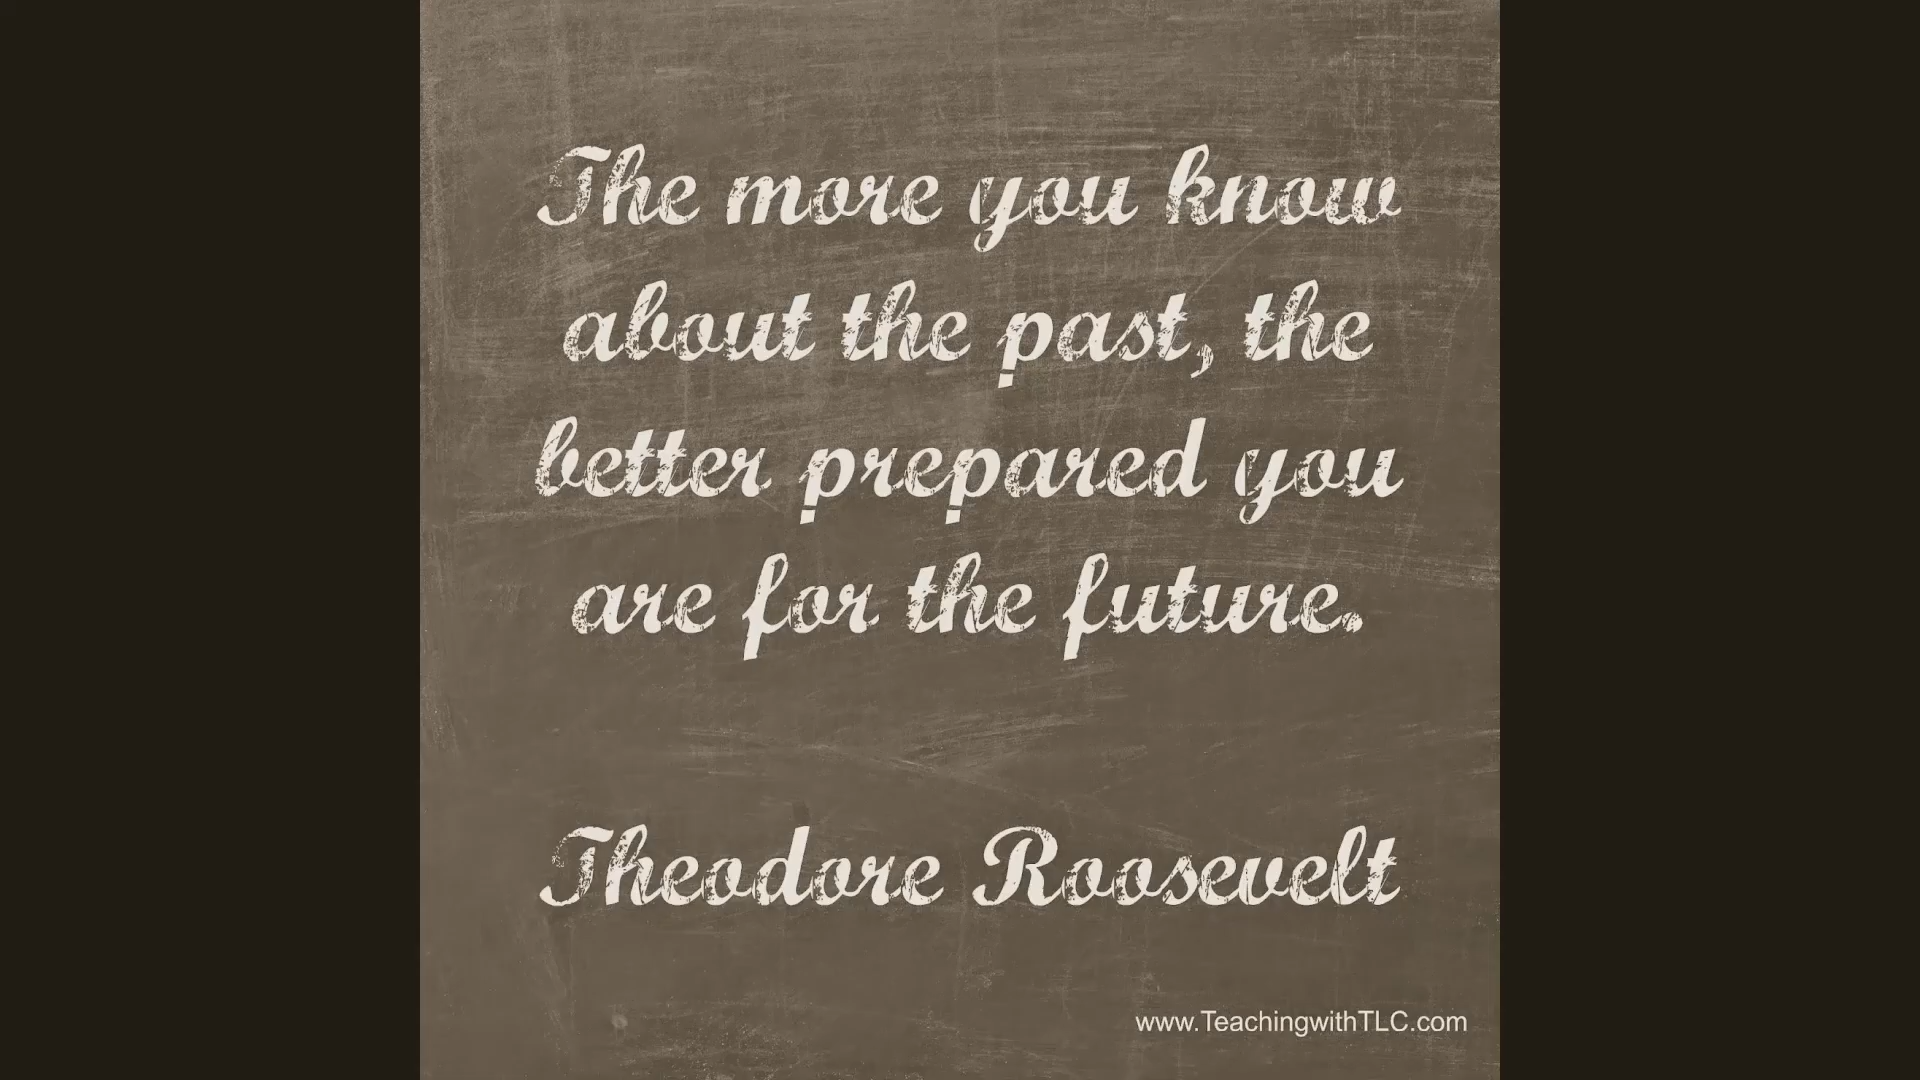 The more you know
about the past, the
better prepared you
are for the future.
Theodore Roosevelt
www.TeachingwithTLC.com